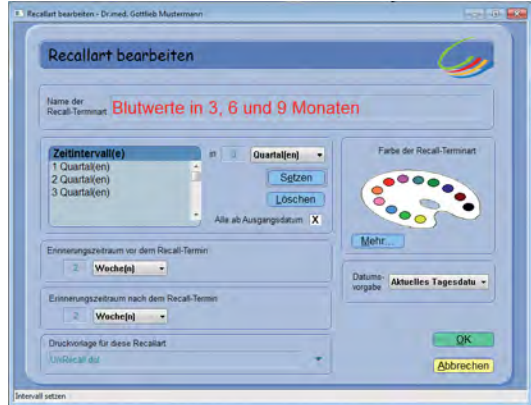 Recallart bearbeiten - Dr.med. Gottlieb Mustermann
Recallart bearbeiten
Name der
Recall-Terminart
Blutwerte in 3, 6 und 9 Monaten
Zeitintervall(e)
1 Quartal(en)
2 Quartal(en)
3 Quartal(en)
in 3 Quartal(en)
Setzen
Löschen
Alle ab Ausgangsdatum X
Farbe der Recall-Terminart
Mehr...
Erinnerungszeitraum vor dem Recall-Termin
2 Woche(n)
Datums-
vorgabe
Aktuelles Tagesdatu
Erinnerungszeitraum nach dem Recall-Termin
2 Woche(n)
Druckvorlage für diese Recallart
UniRecall.dot
OK
Abbrechen
Intervall setzen